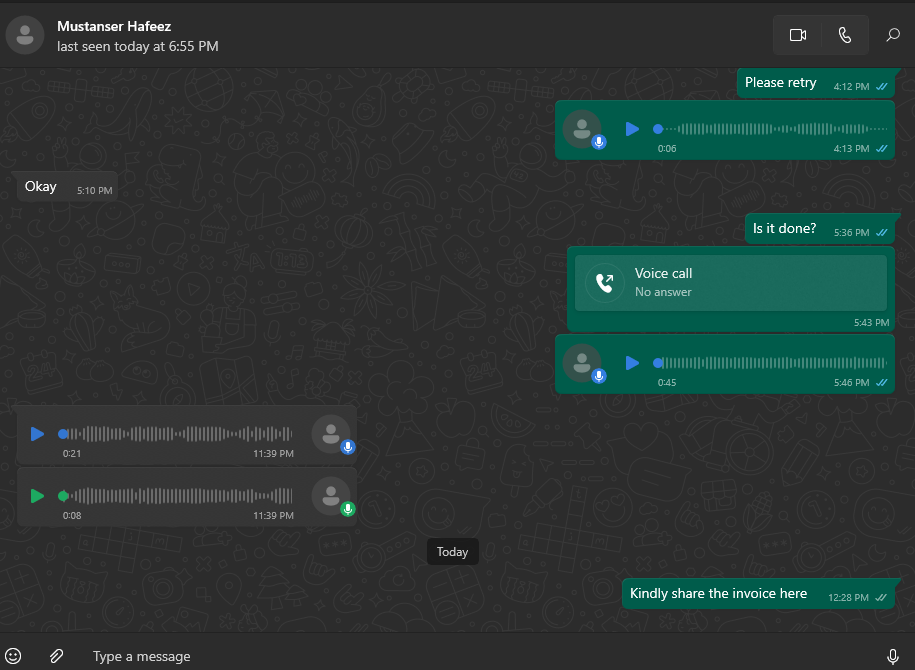 Mustanser Hafeez
last seen today at 6:55 PM
Please retry 4:12 PM
0:06 4:13 PM
Okay 5:10 PM
Is it done? 5:36 PM
Voice call
No answer
5:43 PM
0:45 5:46 PM
0:21 11:39 PM
0:08 11:39 PM
Today
Kindly share the invoice here 12:28 PM
Type a message